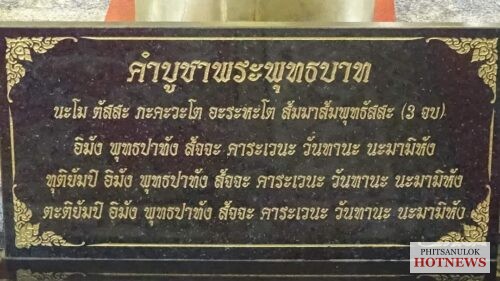 คำบูชาพระพุทธบาท
นะโม ตัสสะ ภะคะวะโต อะระหะโต สัมมาสัมพุทธัสสะ (3 จบ)
อิมัง พุทธปาทัง สัจจะ คาระเวนะ วันทานะ นะมามิหัง
ทุติยัมปิ อิมัง พุทธปาทัง สัจจะ คาระเวนะ วันทานะ นะมามิหัง
ตะติยัมปิ อิมัง พุทธปาทัง สัจจะ คาระเวนะ วันทานะ นะมามิหัง
PHITSANULOK
HOTNEWS